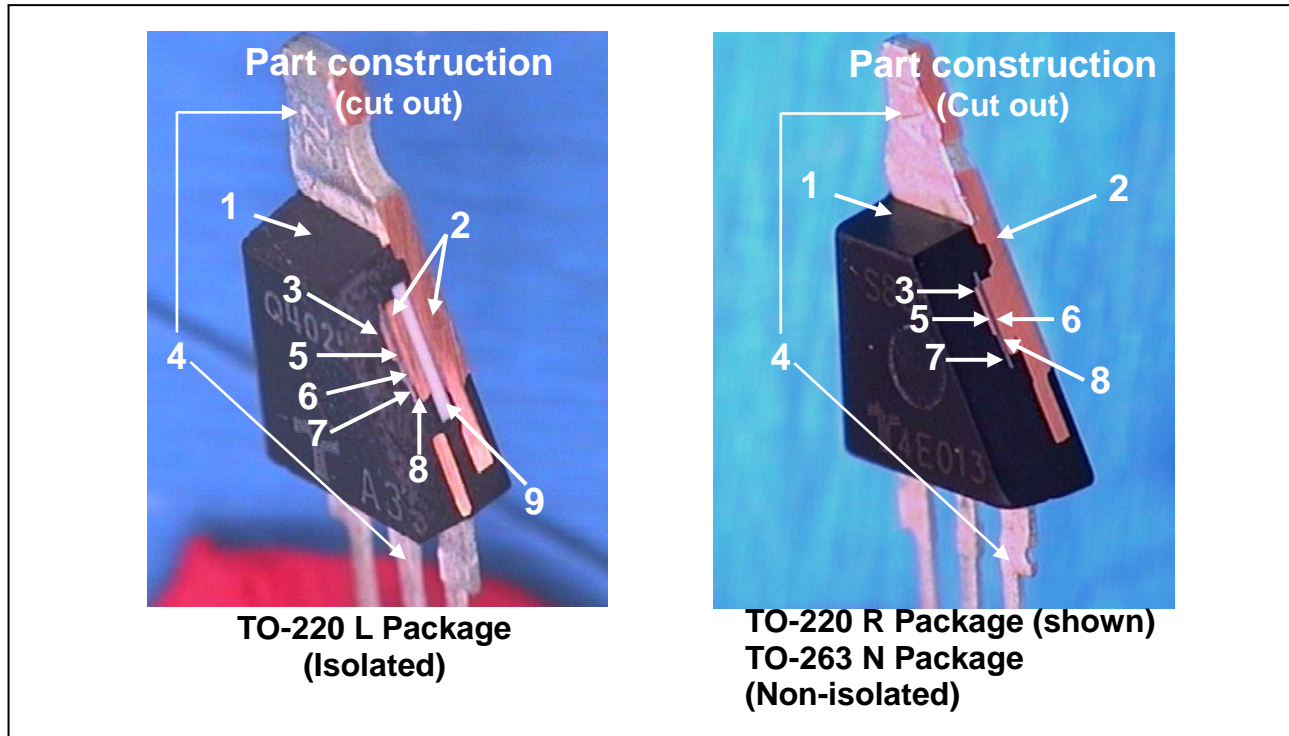 Part construction
(cut out)
1
2
3
4
5
6
7
8
9
A
TO-220 L Package
(Isolated)
Part construction
(Cut out)
1
2
3
4
5
6
7
8
4E013
TO-220 R Package (shown)
TO-263 N Package
(Non-isolated)